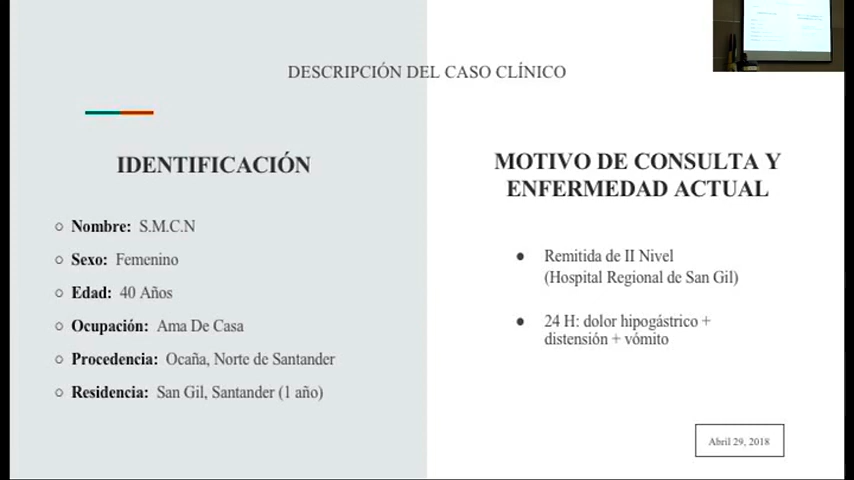 DESCRIPCIÓN DEL CASO CLÍNICO
IDENTIFICACIÓN
Nombre: S.M.C.N
Sexo: Femenino
Edad: 40 Años
Ocupación: Ama De Casa
Procedencia: Ocaña, Norte de Santander
Residencia: San Gil, Santander (1 año)
MOTIVO DE CONSULTA Y
ENFERMEDAD ACTUAL
Remitida de II Nivel
(Hospital Regional de San Gil)
24 H: dolor hipogástrico +
distensión + vómito
Abril 29, 2018